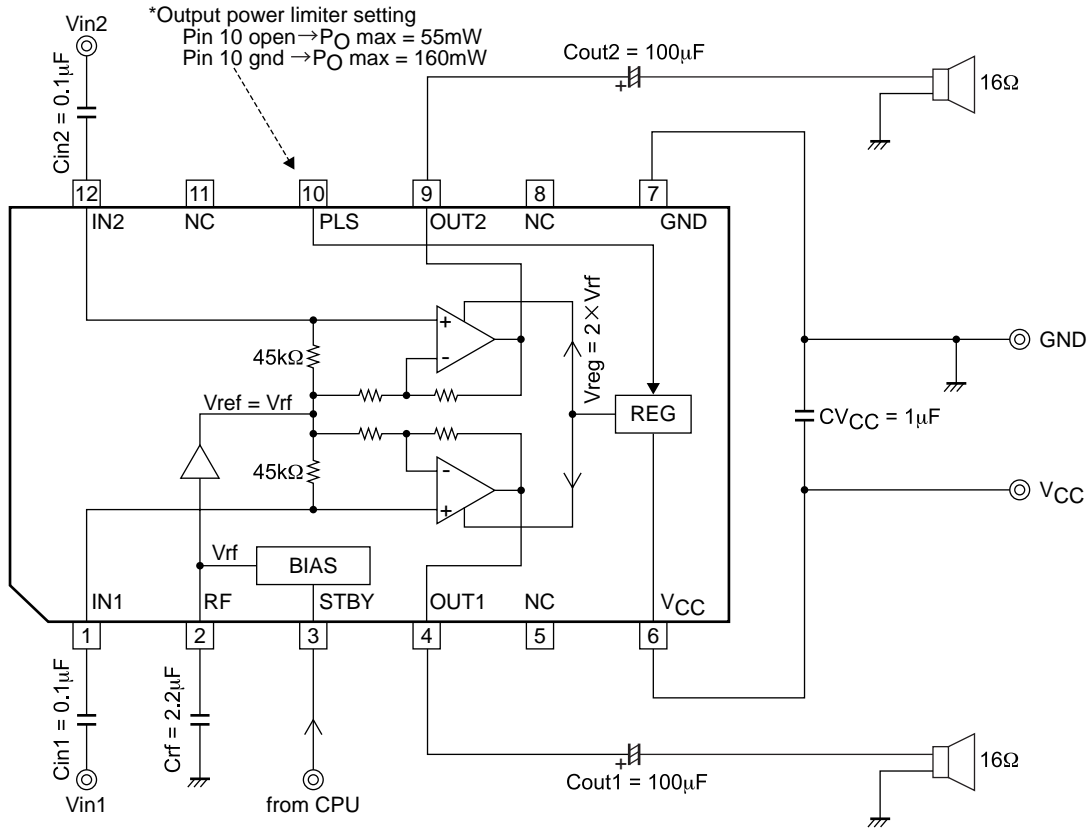 Vin2
*Output power limiter setting
Pin 10 open→PO max = 55mW
Pin 10 gnd →PO max = 160mW
Cin2 = 0.1μF
Cout2 = 100μF
+
16Ω
12
11
10
9
8
7
IN2
NC
PLS
OUT2
NC
GND
+
-
45kΩ
Vreg = 2×Vrf
GND
Vref = Vrf
REG
CVCC = 1μF
45kΩ
-
+
VCC
Vrf
BIAS
IN1
RF
STBY
OUT1
NC
VCC
1
2
3
4
5
6
Cin1 = 0.1μF
Crf = 2.2μF
+
16Ω
Cout1 = 100μF
Vin1
from CPU